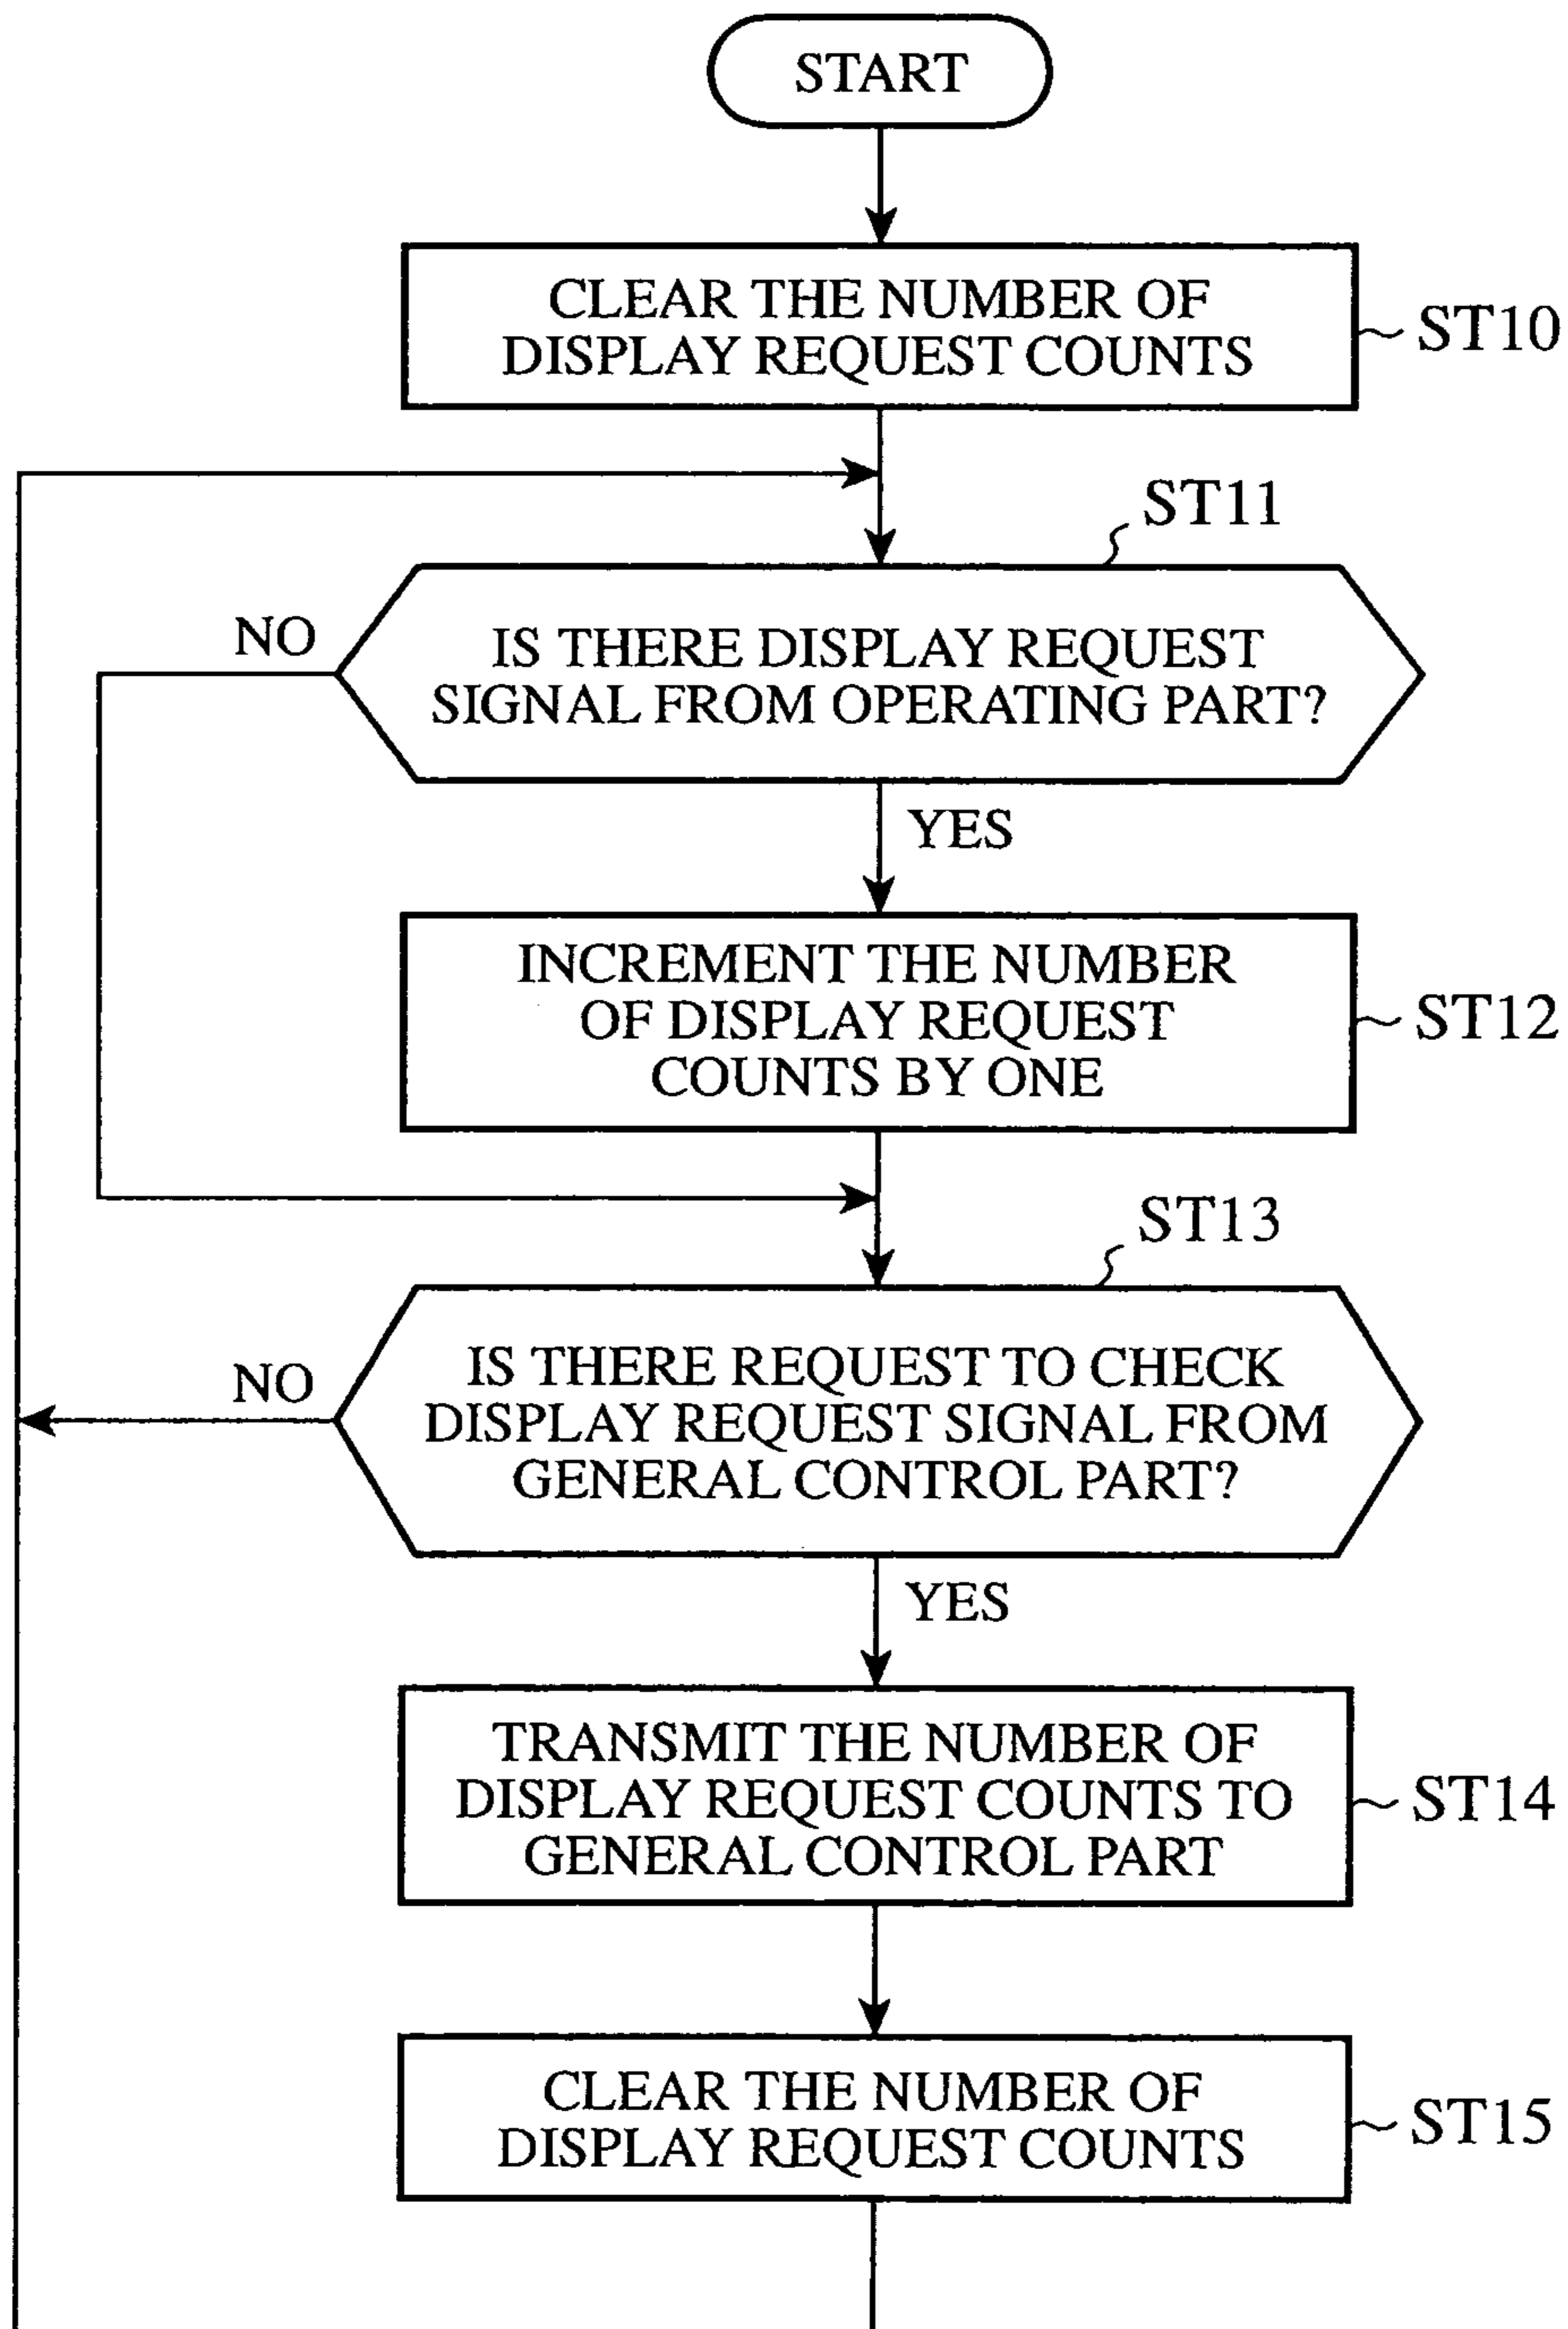 START
CLEAR THE NUMBER OF
DISPLAY REQUEST COUNTS
ST10
ST11
NO
IS THERE DISPLAY REQUEST
SIGNAL FROM OPERATING PART?
YES
INCREMENT THE NUMBER
OF DISPLAY REQUEST
COUNTS BY ONE
ST12
ST13
NO
IS THERE REQUEST TO CHECK
DISPLAY REQUEST SIGNAL FROM
GENERAL CONTROL PART?
YES
TRANSMIT THE NUMBER OF
DISPLAY REQUEST COUNTS TO
GENERAL CONTROL PART
ST14
CLEAR THE NUMBER OF
DISPLAY REQUEST COUNTS
ST15